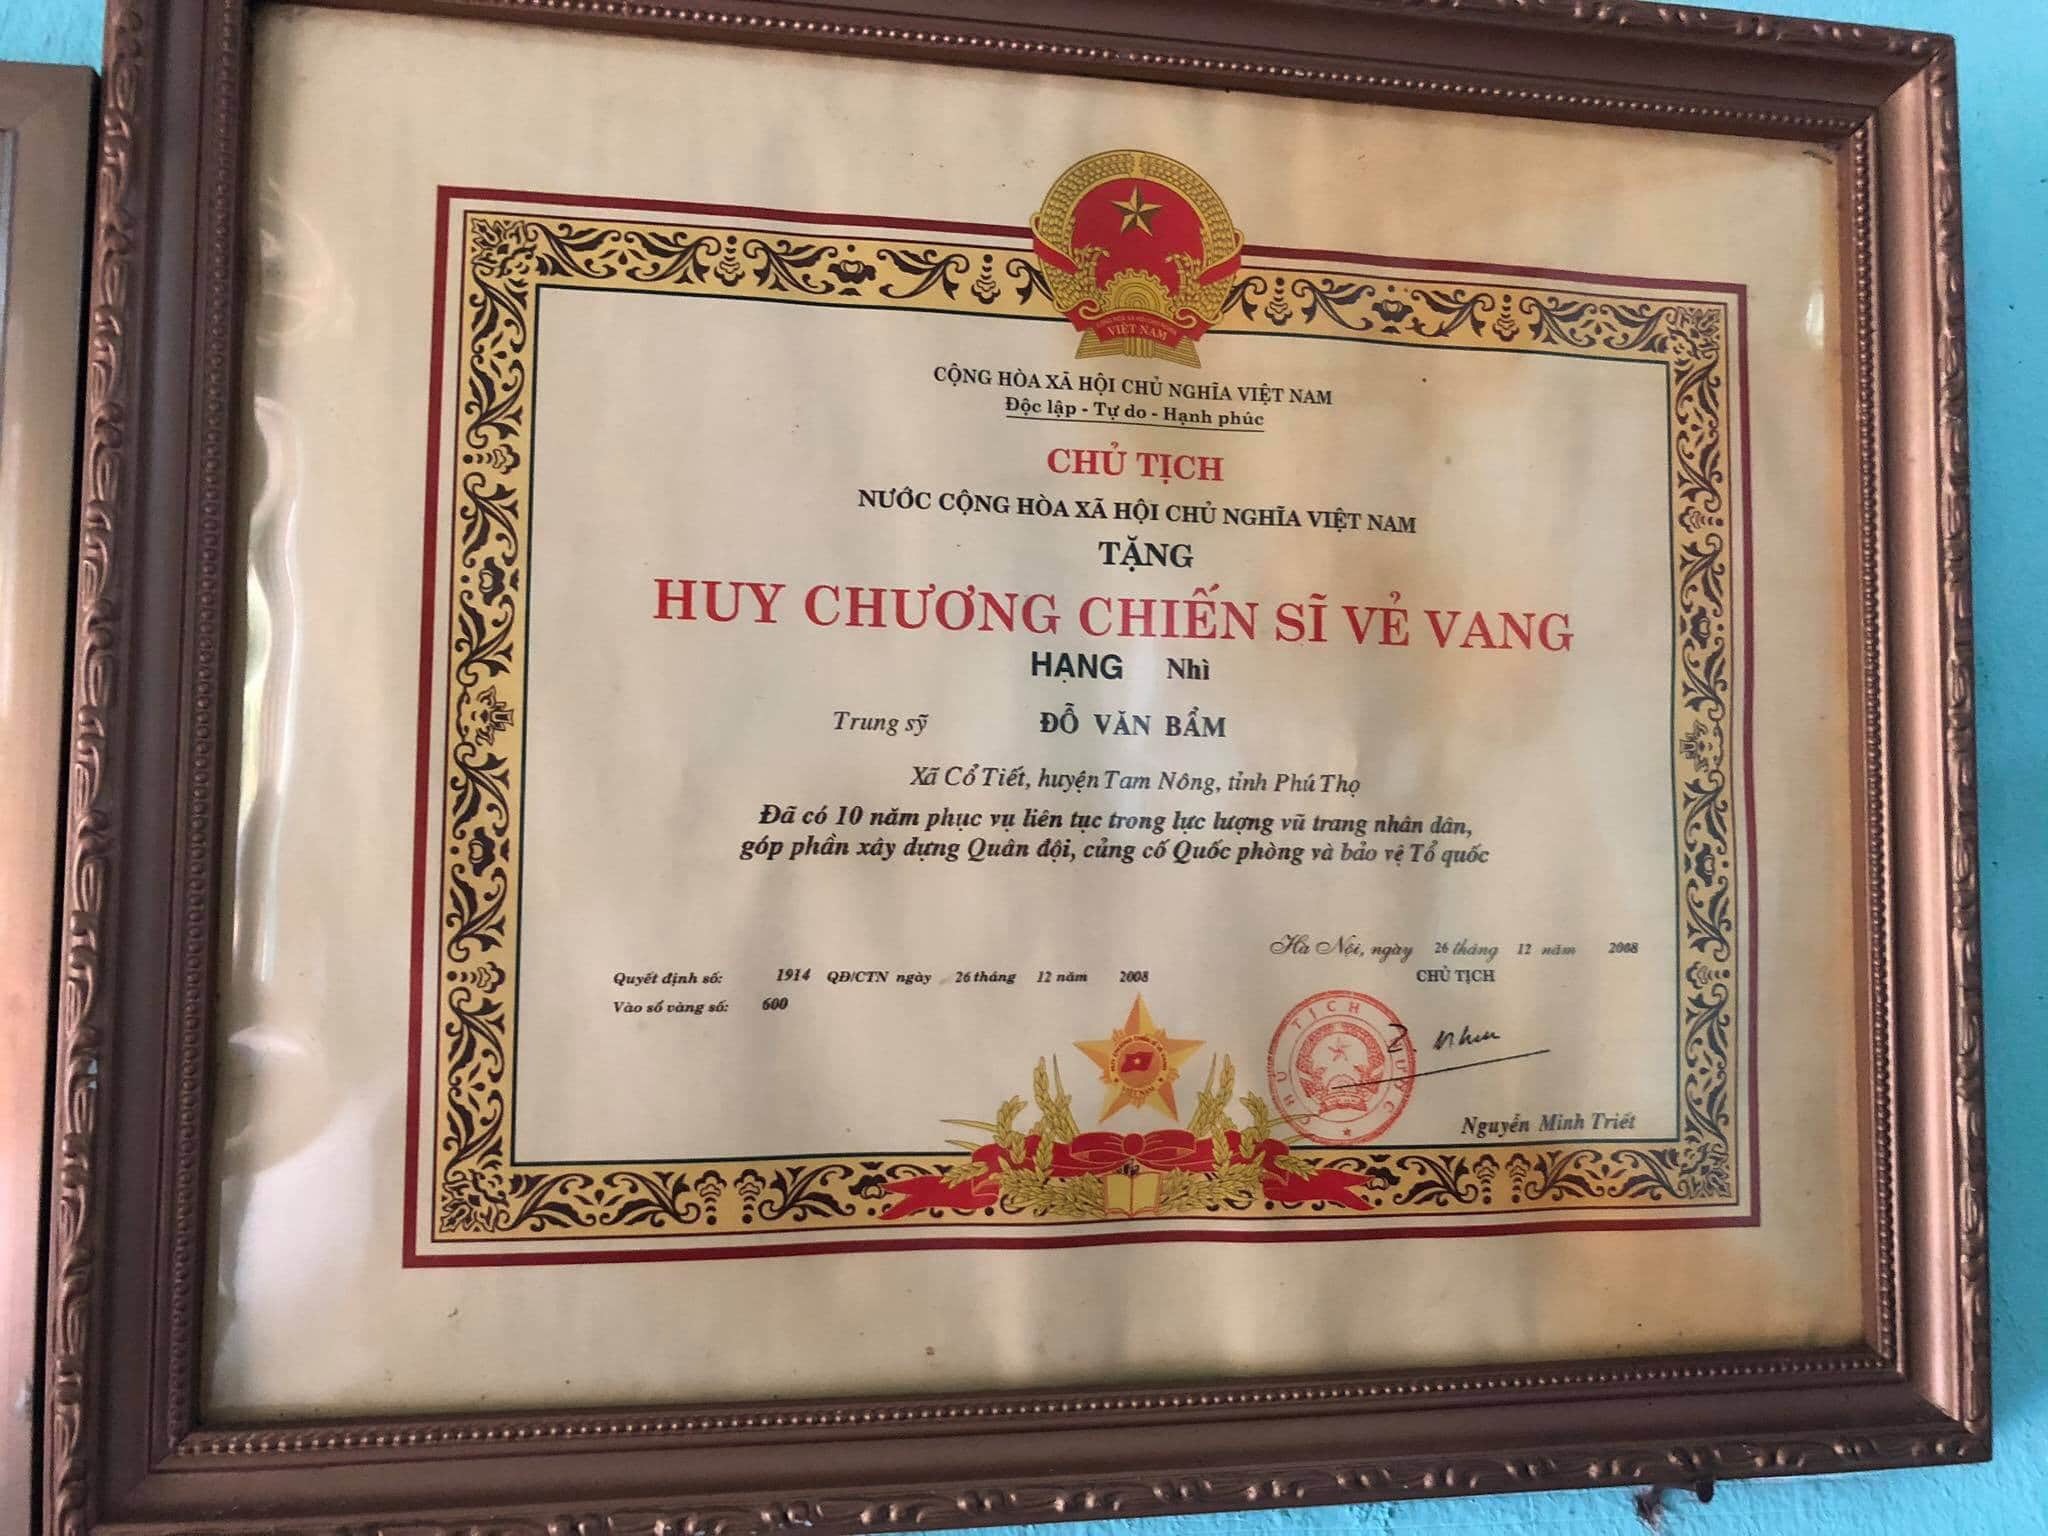 VIỆT NAM
CỘNG HÒA XÃ HỘI CHỦ NGHĨA VIỆT NAM
Độc lập - Tự do - Hạnh phúc
CHỦ TỊCH
NƯỚC CỘNG HÒA XÃ HỘI CHỦ NGHĨA VIỆT NAM
TẶNG
HUY CHƯƠNG CHIẾN SĨ VẺ VANG
HẠNG Nhì
Trung sỹ ĐỖ VĂN BẨM
Xã Cổ Tiết, huyện Tam Nông, tỉnh Phú Thọ
Đã có 10 năm phục vụ liên tục trong lực lượng vũ trang nhân dân,
góp phần xây dựng Quân đội, củng cố Quốc phòng và bảo vệ Tổ quốc
Hà Nội, ngày 26 tháng 12 năm 2008
Quyết định số: 1914 QĐ/CTN ngày 26 tháng 12 năm 2008
CHỦ TỊCH
Vào sổ vàng số: 600
CHỦ TỊCH NƯỚC
Nguyễn Minh Triết